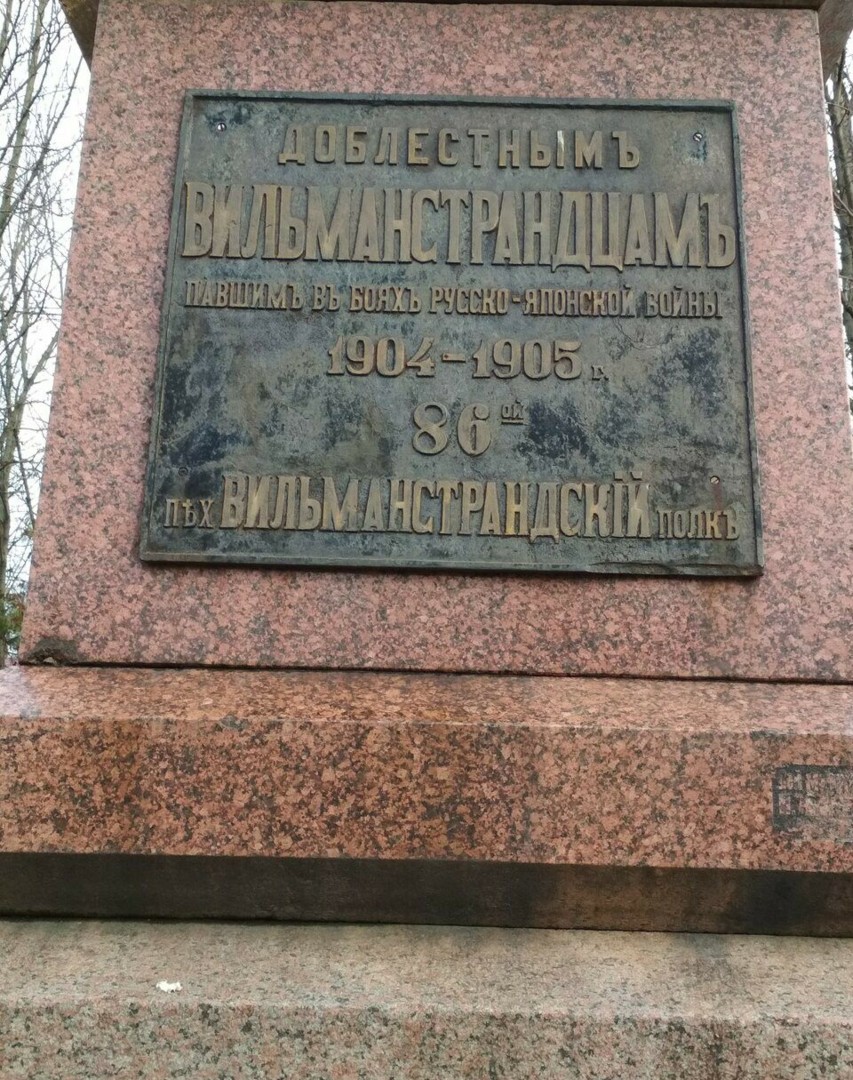 ДОБЛЕСТНЫМЪ
ВИЛЬМАНСТРАНДЦАМЪ
ПАВШИМЪ ВЪ БОЯХЪ РУССКО-ЯПОНСКОЙ ВОЙНЫ
1904-1905 г.
86ой
ПѢХ ВИЛЬМАНСТРАНДСКІЙ ПОЛКЪ